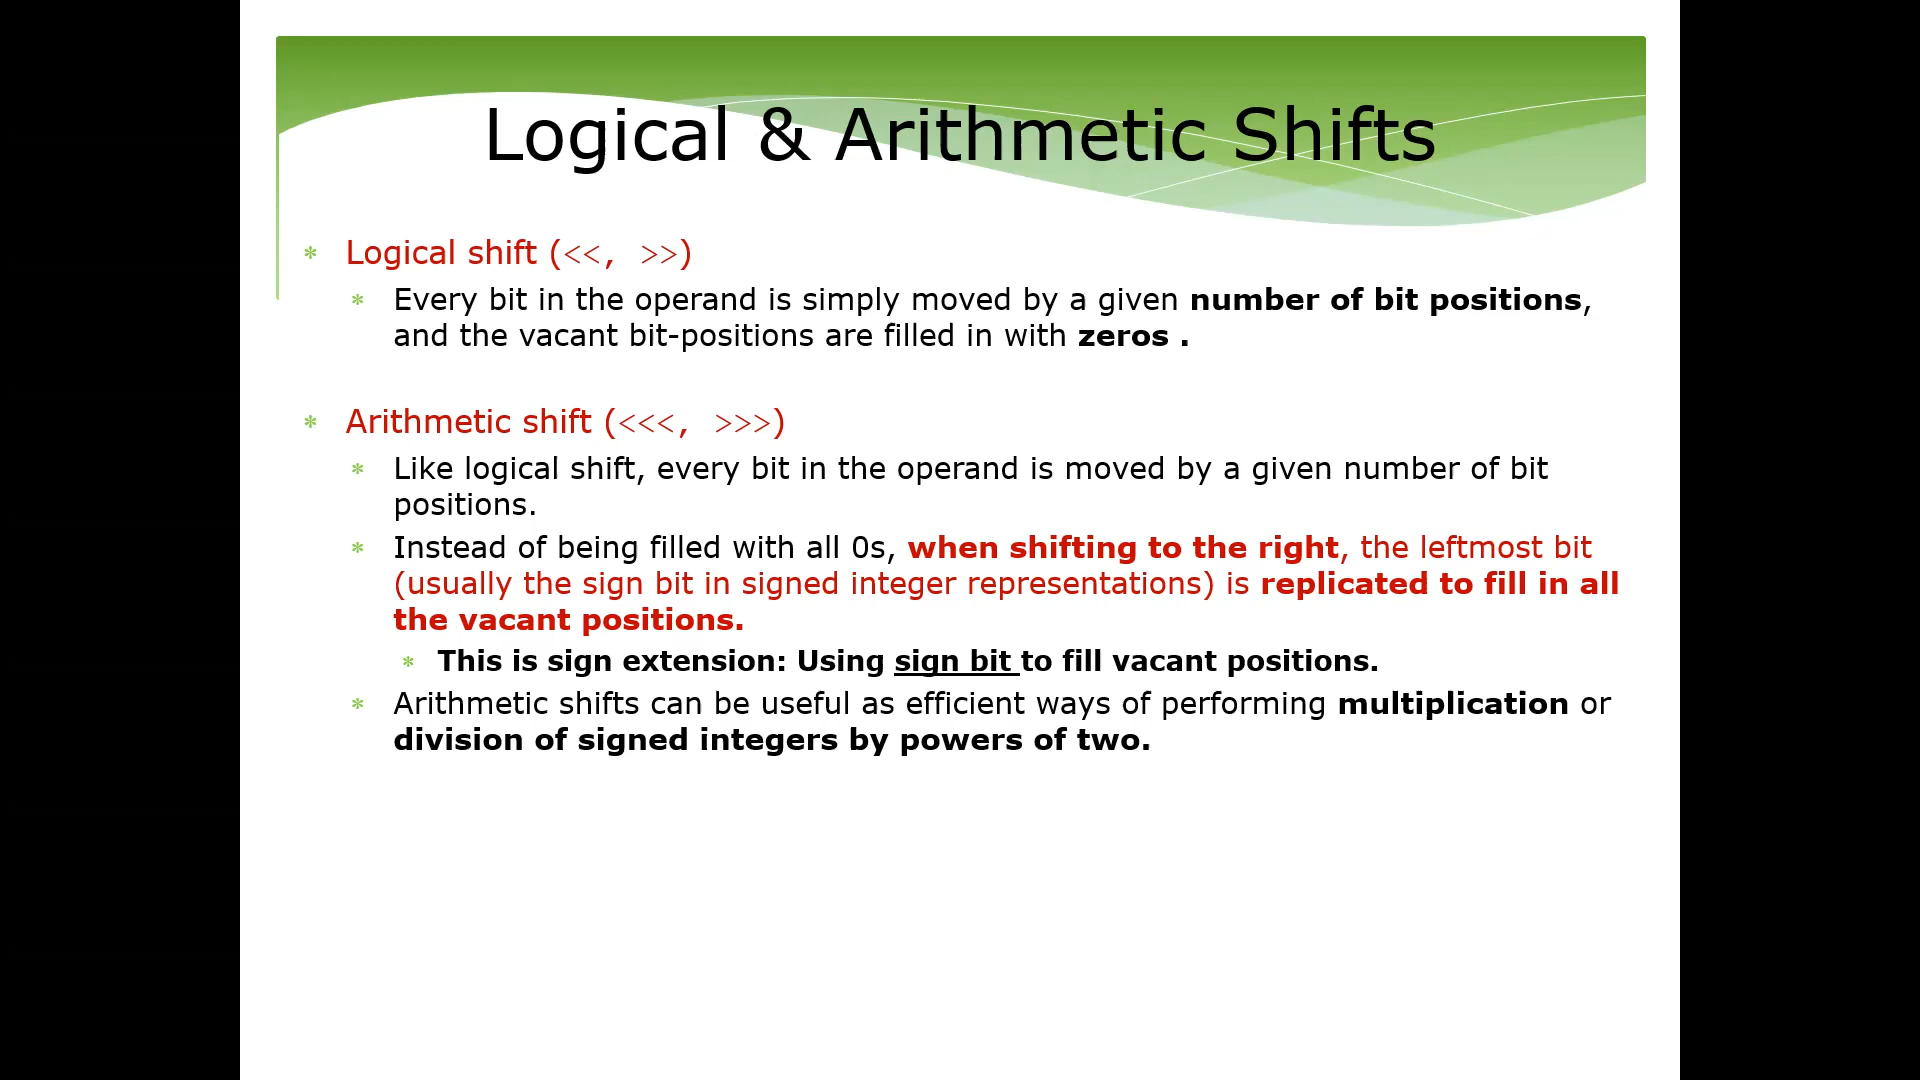 Logical & Arithmetic Shifts
* Logical shift (<<, >>)
* Every bit in the operand is simply moved by a given number of bit positions,
and the vacant bit-positions are filled in with zeros .
* Arithmetic shift (<<<, >>>)
* Like logical shift, every bit in the operand is moved by a given number of bit
positions.
* Instead of being filled with all 0s, when shifting to the right, the leftmost bit
(usually the sign bit in signed integer representations) is replicated to fill in all
the vacant positions.
* This is sign extension: Using sign bit to fill vacant positions.
* Arithmetic shifts can be useful as efficient ways of performing multiplication or
division of signed integers by powers of two.